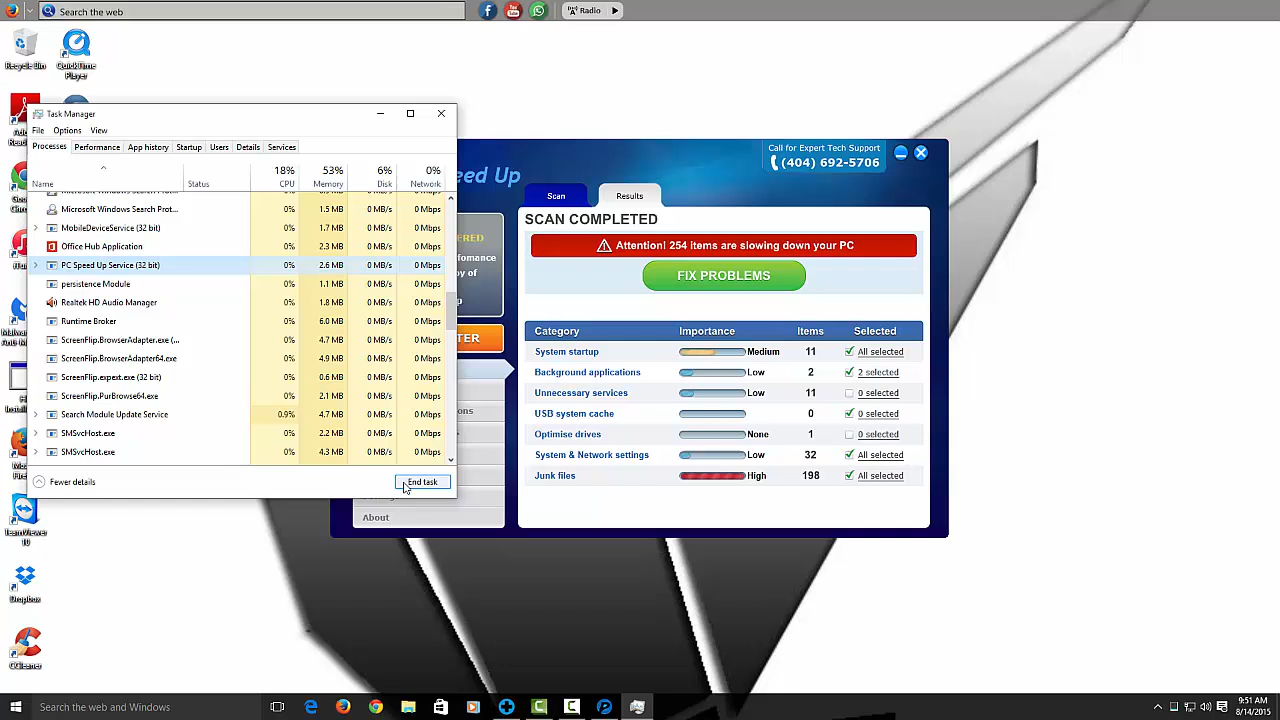 Search the web
Radio
Recycle Bin
QuickTime
Player
Task Manager
File Options View
Processes Performance App history Startup Users Details Services
18% 53% 6% 0%
Name Status CPU Memory Disk Network
Microsoft Windows Search Prot... 0% 1.5 MB 0 MB/s 0 Mbps
MobileDeviceService (32 bit) 0% 1.7 MB 0 MB/s 0 Mbps
Office Hub Application 0% 2.3 MB 0 MB/s 0 Mbps
PC Speed Up Service (32 bit) 0% 2.6 MB 0 MB/s 0 Mbps
persistence Module 0% 1.1 MB 0 MB/s 0 Mbps
Realtek HD Audio Manager 0% 1.8 MB 0 MB/s 0 Mbps
Runtime Broker 0% 6.0 MB 0 MB/s 0 Mbps
ScreenFlip.BrowserAdapter.exe (... 0% 4.7 MB 0 MB/s 0 Mbps
ScreenFlip.BrowserAdapter64.exe 0% 4.9 MB 0 MB/s 0 Mbps
ScreenFlip.expext.exe (32 bit) 0% 0.6 MB 0 MB/s 0 Mbps
ScreenFlip.PurBrowse64.exe 0% 2.1 MB 0 MB/s 0 Mbps
Search Module Update Service 0.9% 4.7 MB 0 MB/s 0 Mbps
SMSvcHost.exe 0% 2.2 MB 0 MB/s 0 Mbps
SMSvcHost.exe 0% 4.3 MB 0 MB/s 0 Mbps
Fewer details
End task
eed Up
Call for Expert Tech Support
(404) 692-5706
Scan Results
SCAN COMPLETED
Attention! 254 items are slowing down your PC
FIX PROBLEMS
Category Importance Items Selected
System startup Medium 11 All selected
Background applications Low 2 2 selected
Unnecessary services Low 11 0 selected
USB system cache 0 0 selected
Optimise drives None 1 0 selected
System & Network settings Low 32 All selected
Junk files High 198 All selected
ERED
fomance
py of
TER
ons
About
TeamViewer
10
Dropbox
CCleaner
Search the web and Windows
9:51 AM
8/14/2015